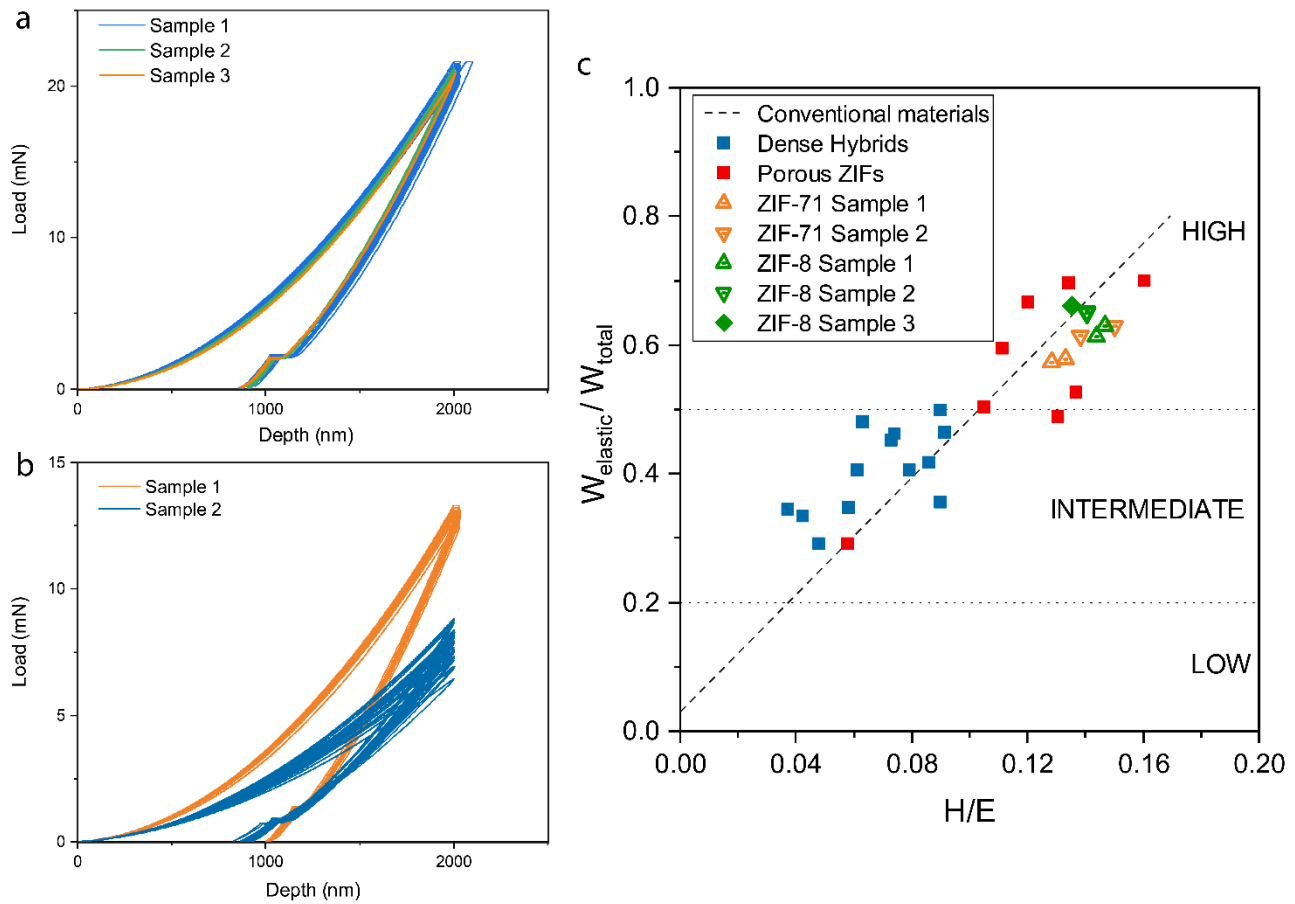 a
Sample 1
Sample 2
Sample 3
20
10
0
Load (mN)
0
1000
2000
Depth (nm)
b
Sample 1
Sample 2
15
10
5
0
Load (mN)
0
1000
2000
Depth (nm)
c
Conventional materials
Dense Hybrids
Porous ZIFs
ZIF-71 Sample 1
ZIF-71 Sample 2
ZIF-8 Sample 1
ZIF-8 Sample 2
ZIF-8 Sample 3
HIGH
INTERMEDIATE
LOW
1.0
0.8
0.6
0.4
0.2
0.0
Welastic / Wtotal
0.00
0.04
0.08
0.12
0.16
0.20
H/E